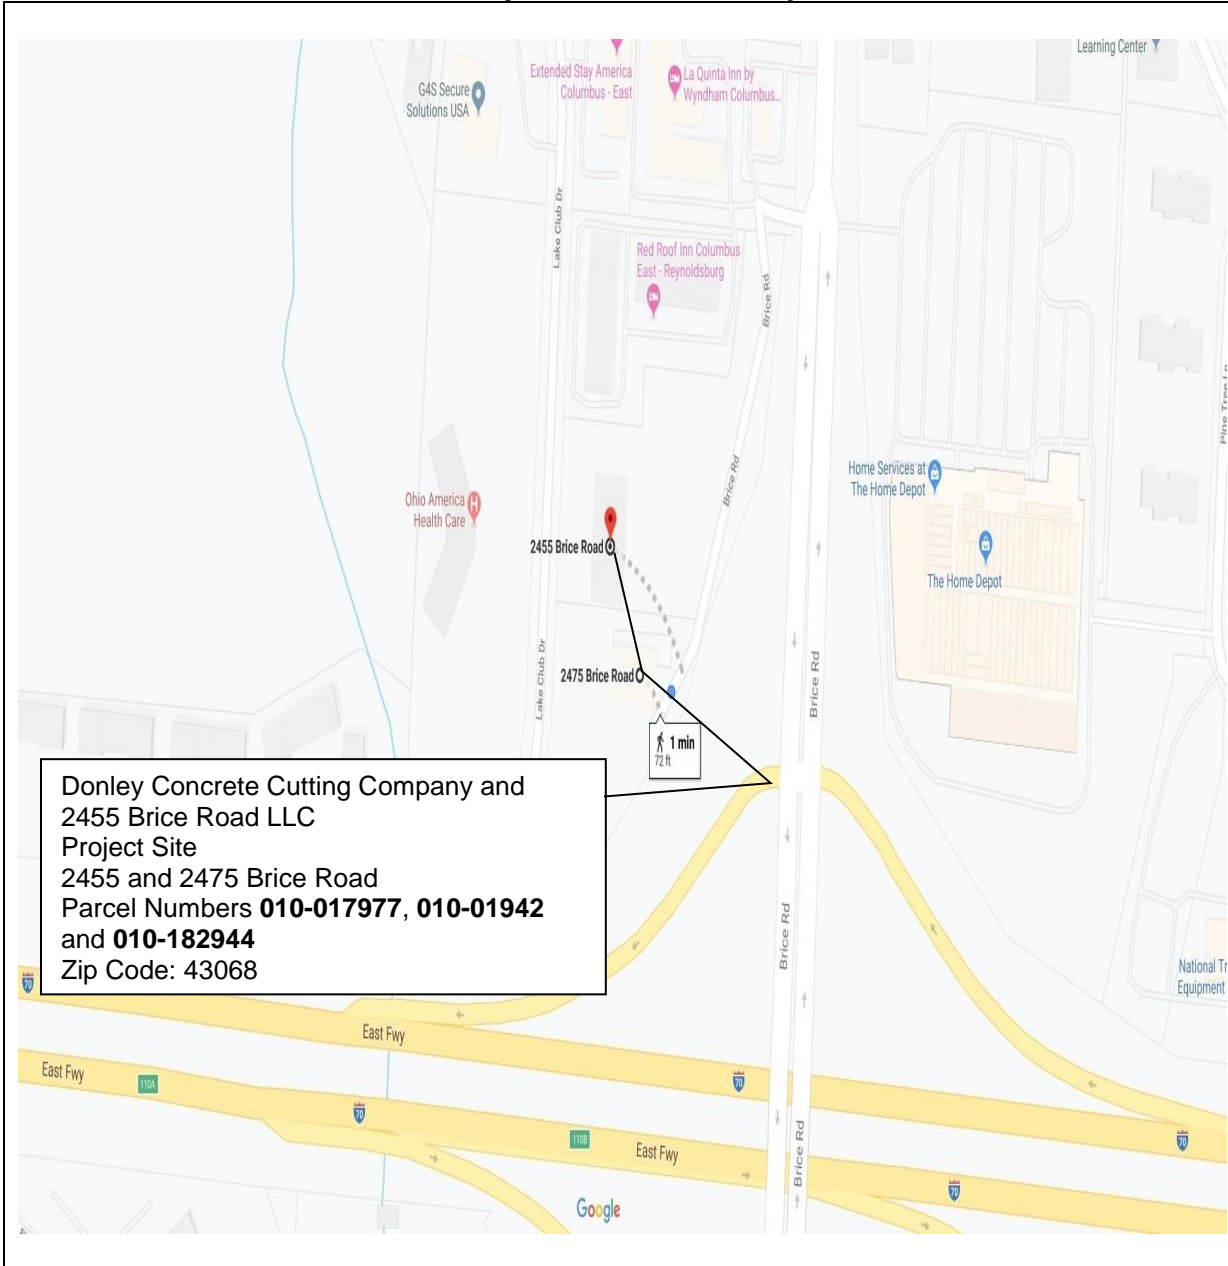 Learning Center
Extended Stay America
Columbus - East
La Quinta Inn by
Wyndham Columbus...
G4S Secure
Solutions USA
Lake Club Dr
Red Roof Inn Columbus
East - Reynoldsburg
Brice Rd
Pine Tree Ln
Brice Rd
Home Services at
The Home Depot
Ohio America
Health Care
H
2455 Brice Road
The Home Depot
Lake Club Dr
2475 Brice Road
Brice Rd
1 min
72 ft
Donley Concrete Cutting Company and
2455 Brice Road LLC
Project Site
2455 and 2475 Brice Road
Parcel Numbers 010-017977, 010-01942
and 010-182944
Zip Code: 43068
Brice Rd
National Tr
Equipment
70
East Fwy
East Fwy
110A
70
70
110B
East Fwy
70
Brice Rd
70
Google